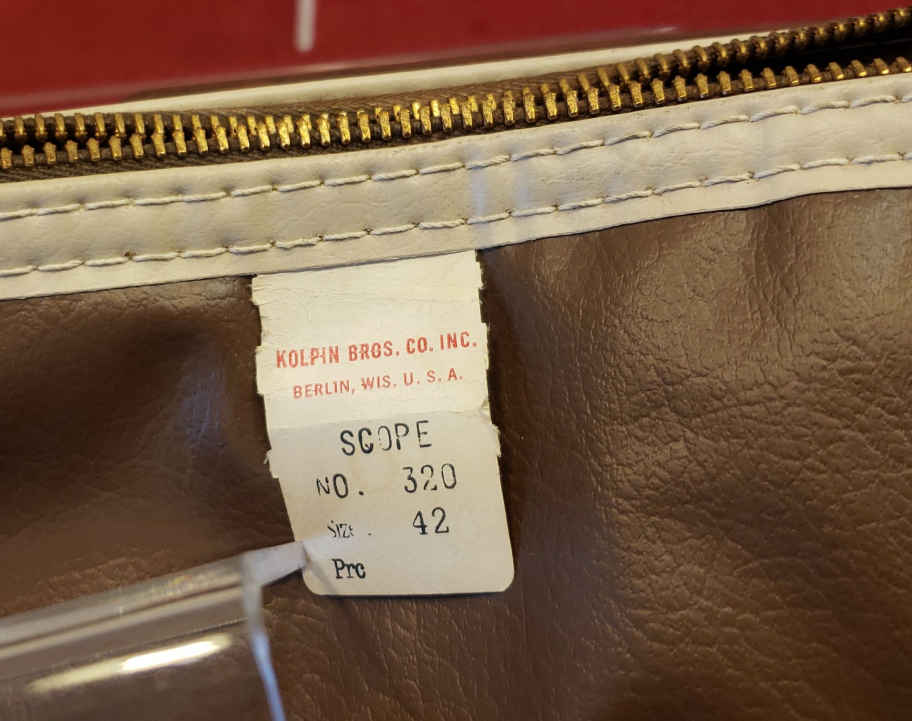 KOLPIN BROS. CO. INC.
BERLIN, WIS. U. S. A.
SCOPE
NO. 320
SIZE. 42
Prc